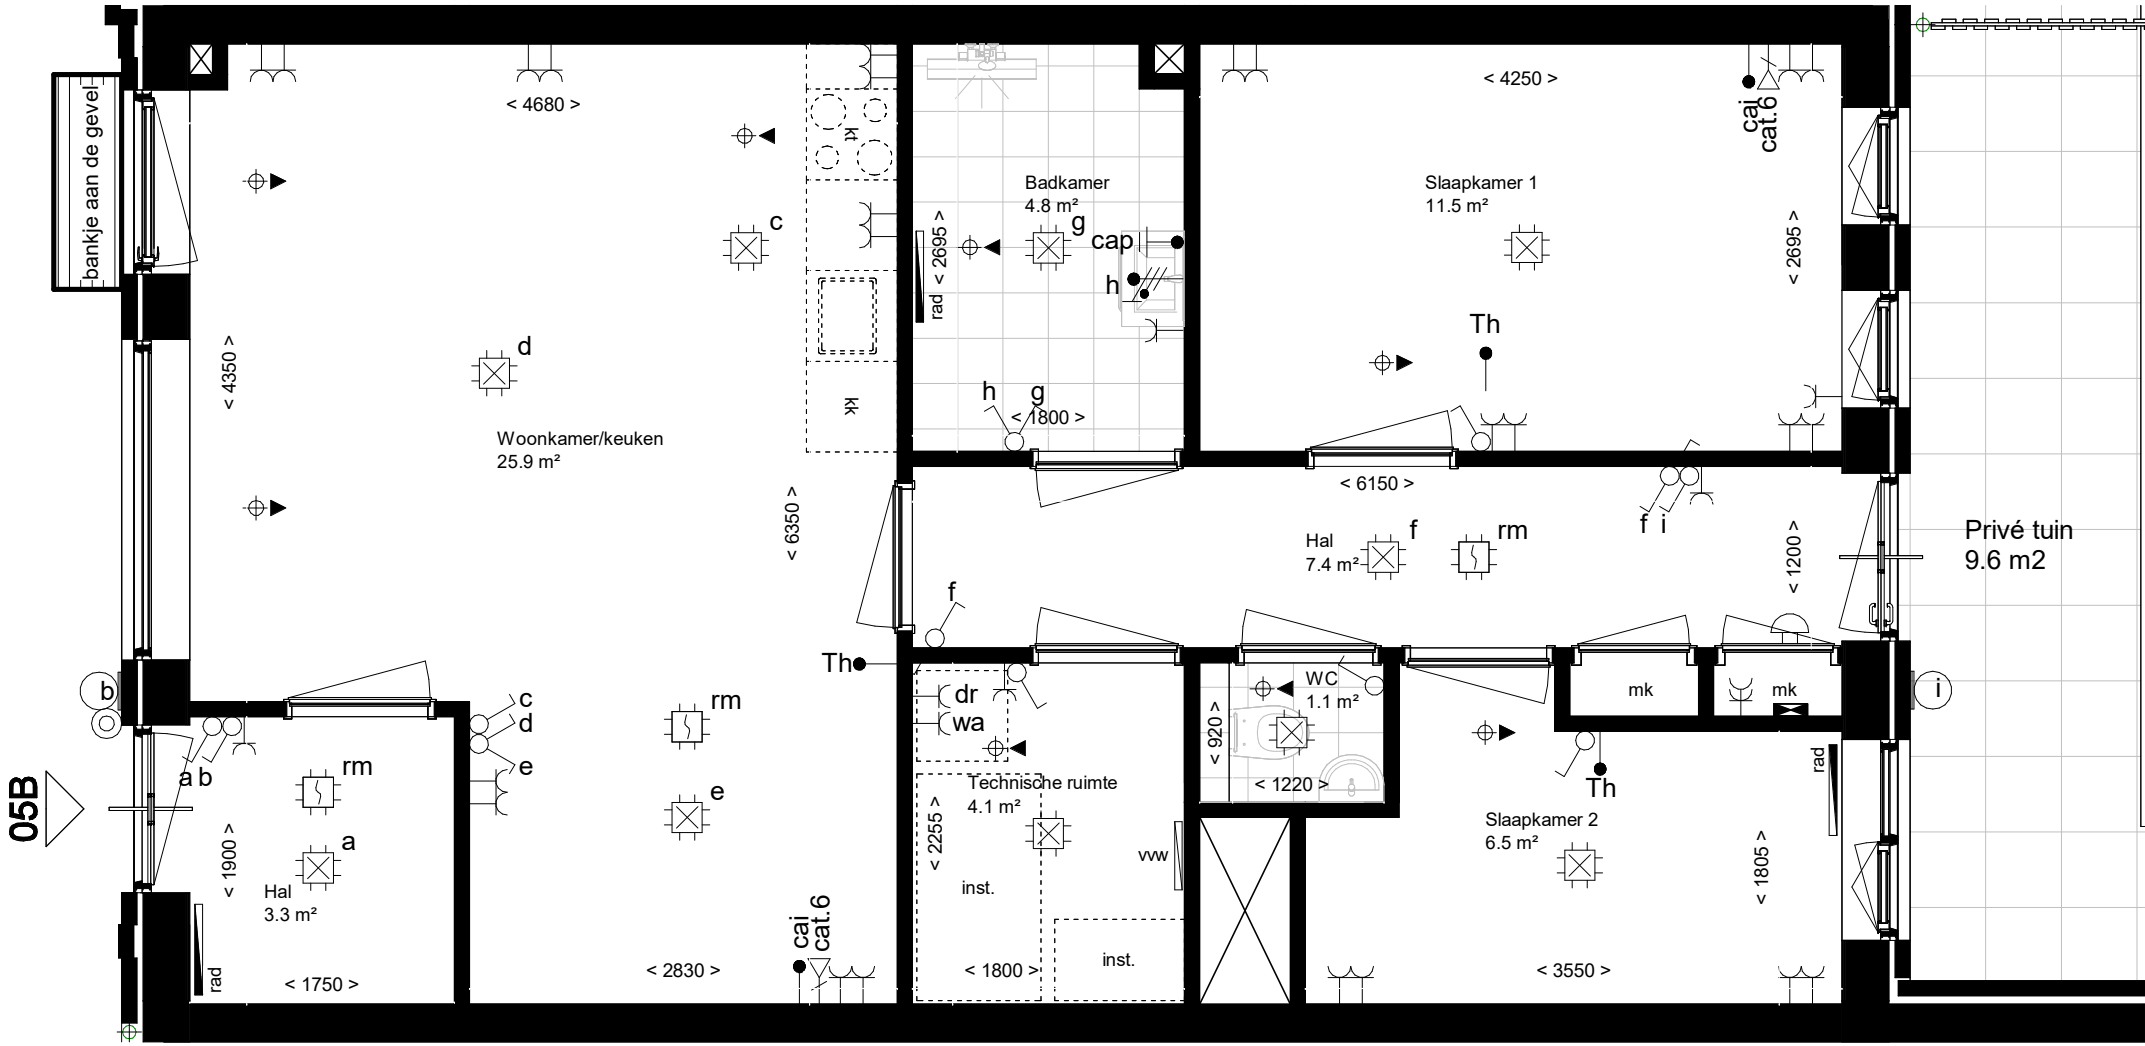 bankje aan de gevel
< 4680 >
kt
c
d
kk
< 4350 >
Woonkamer/keuken
25.9 m²
< 6350 >
Badkamer
4.8 m²
g
cap
h
< 2695 >
rad
h
g
< 1800 >
< 4250 >
cai
cat.6
Slaapkamer 1
11.5 m²
< 2695 >
Th
< 6150 >
f i
Hal
7.4 m²
f
rm
< 1200 >
f
Privé tuin
9.6 m2
Th
b
i
05B
a b
rm
a
< 1900 >
Hal
3.3 m²
rad
< 1750 >
c
d
e
rm
e
< 2830 >
cai
cat.6
dr
wa
Technische ruimte
4.1 m²
< 2255 >
vvw
inst.
inst.
< 1800 >
WC
1.1 m²
< 920 >
< 1220 >
mk
mk
Th
rad
Slaapkamer 2
6.5 m²
< 1805 >
< 3550 >